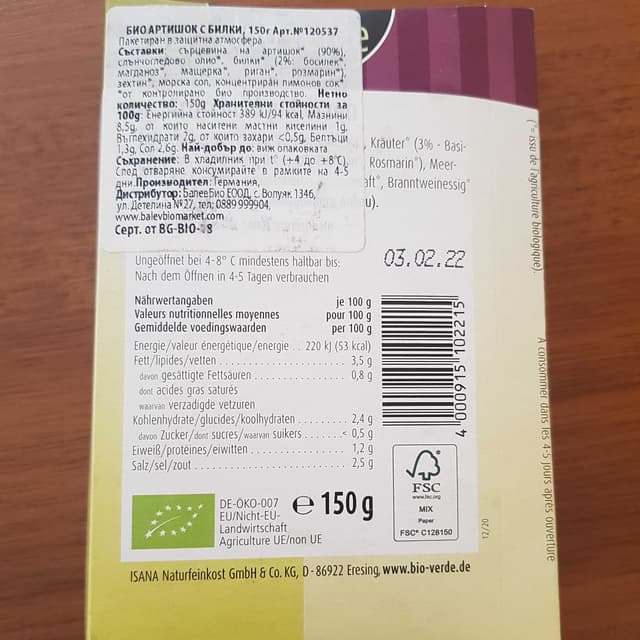 БИО АРТИШОК С БИЛКИ, 150г Арт.№120537
Пакетиран в защитна атмосфера
Съставки: сърцевина на артишок* (90%),
слънчогледово олио*, билки* (2%: босилек*,
магданоз*, мащерка*, риган*, розмарин*),
зехтин*, морска сол, концентриран лимонов сок*
*от контролирано био производство. Нетно
количество: 150g Хранителни стойности за
100g: Енергийна стойност 389 kJ/94 kcal, Мазнини
8,5g, от които наситени мастни киселини 1g,
Въглехидрати 2g, от които захари <0,5g, Белтъци
1,3g, Сол 2,6g. Най-добър до: виж опаковката
Съхранение: В хладилник при t° (+4 до +8°C).
След отваряне консумирайте в рамките на 4-5
дни. Производител: Германия,
Дистрибутор: БалевБио ЕООД, с. Волуяк 1346,
ул. Детелина №27, тел: 0889 999904,
www.balevbiomarket.com
Серт. от BG-BIO- 8
e
, Kräuter* (3% - Basi-
Rosmarin*), Meer-
aft*, Branntweinessig*
u).
Ungeöffnet bei 4-8° C mindestens haltbar bis:
Nach dem Öffnen in 4-5 Tagen verbrauchen
03.02.22
Nährwertangaben je 100 g
Valeurs nutritionnelles moyennes pour 100 g
Gemiddelde voedingswaarden per 100 g
Energie/valeur énergétique/energie . . 220 kJ (53 kcal)
Fett/lipides/vetten . . . . . . . . . . . . . . . . . 3,5 g
davon gesättigte Fettsäuren . . . . . . . . . . . . 0,8 g
dont acides gras saturés
waarvan verzadigde vetzuren
Kohlenhydrate/glucides/koolhydraten . . . . . . . 2,4 g
davon Zucker/dont sucres/waarvan suikers . . . . . .< 0,5 g
Eiweiß/protéines/eiwitten . . . . . . . . . . . . . 1,2 g
Salz/sel/zout . . . . . . . . . . . . . . . . . . . 2,5 g
4 000915 102215
DE-ÖKO-007
EU/Nicht-EU-
Landwirtschaft
Agriculture UE/non UE
e 150 g
FSC
www.fsc.org
MIX
Paper
FSC® C128150
12/20
ISANA Naturfeinkost GmbH & Co. KG, D - 86922 Eresing, www.bio-verde.de
(*= issu de l'agriculture biologique).
A consommer dans les 4-5 jours après ouverture